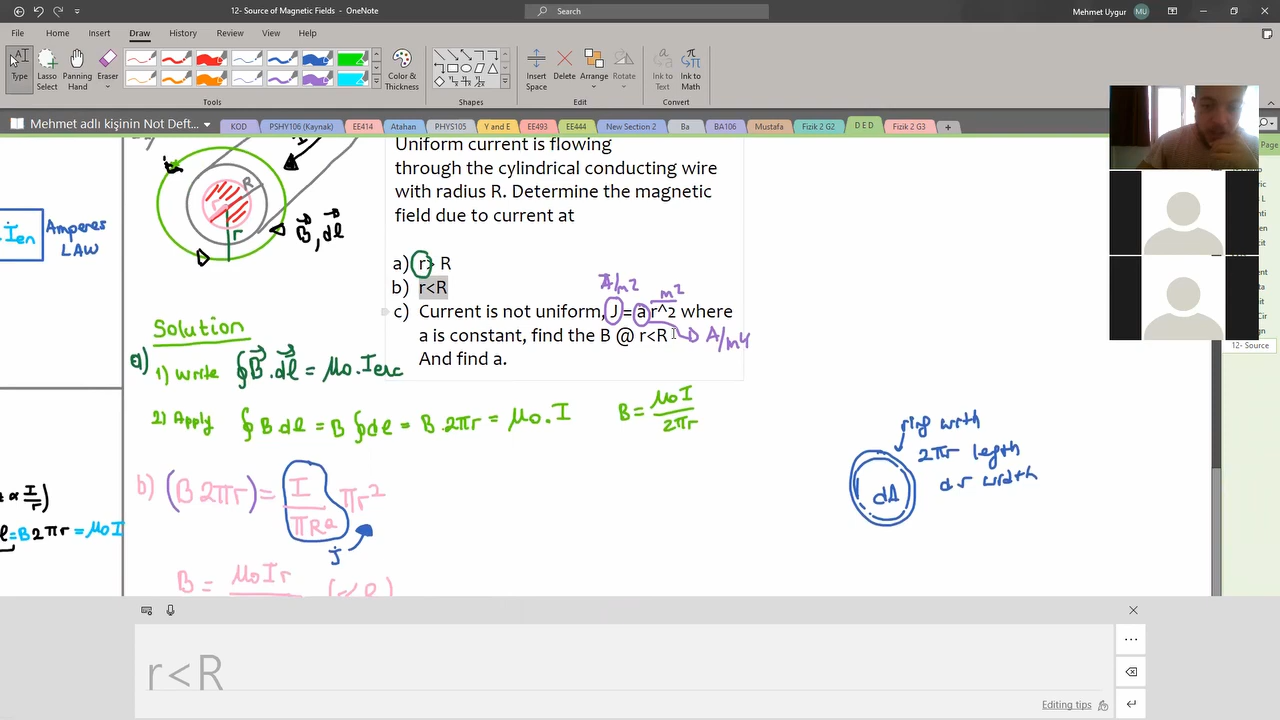 12- Source of Magnetic Fields - OneNote
Search
Mehmet Uygur
MU
File
Home
Insert
Draw
History
Review
View
Help
Type
Lasso Select
Panning Hand
Eraser
Color & Thickness
Insert Space
Delete
Arrange
Rotate
Ink to Text
Ink to Math
Tools
Shapes
Edit
Convert
Mehmet adlı kişinin Not Deft...
KOD
PSHY106 (Kaynak)
EE414
Atahan
PHYS105
Y and E
EE493
EE444
New Section 2
Ba
BA106
Mustafa
Fizik 2 G2
D E D
Fizik 2 G3
Page
12- Source
Uniform current is flowing
through the cylindrical conducting wire
with radius R. Determine the magnetic
field due to current at
a) r> R
b) r<R
c) Current is not uniform, J = a r^2 where
a is constant, find the B @ r<R
And find a.
A/m2
m2
A/m4
R
r
B, dl
Ien
Amperes
LAW
Solution
a)
1) write ∮B.dl = μo.Ienc
2) Apply ∮B.dl = B∮dl = B.2πr = μo.I
B = μoI/2πr
b) (B 2πr) = I/πR2 πr2
j
B = μoIr
ring with
2πr length
dr width
dA
∝ I/r)
l=B2πr=μoI
r<R
Editing tips